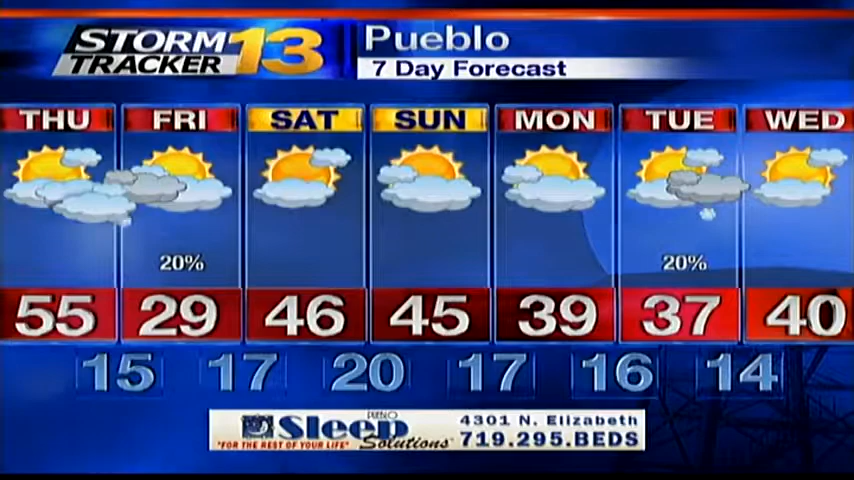 STORM TRACKER 13
Pueblo
7 Day Forecast
THU FRI SAT SUN MON TUE WED
20% 20%
55 29 46 45 39 37 40
15 17 20 17 16 14
PUEBLO
Sleep
Solutions
"FOR THE REST OF YOUR LIFE"
4301 N. Elizabeth
719.295.BEDS